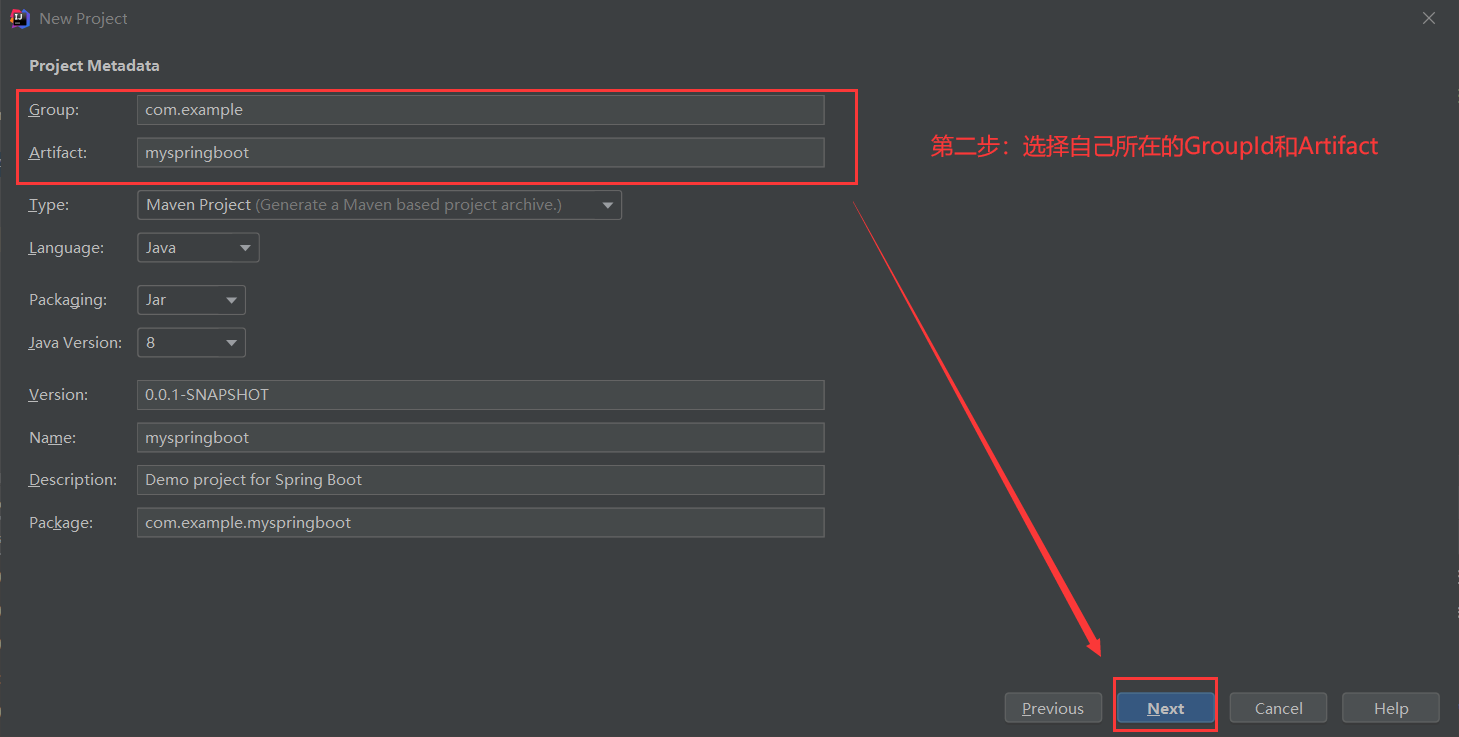 New Project
Project Metadata
Group: com.example
Artifact: myspringboot
第二步：选择自己所在的GroupId和Artifact
Type: Maven Project (Generate a Maven based project archive.)
Language: Java
Packaging: Jar
Java Version: 8
Version: 0.0.1-SNAPSHOT
Name: myspringboot
Description: Demo project for Spring Boot
Package: com.example.myspringboot
Previous Next Cancel Help